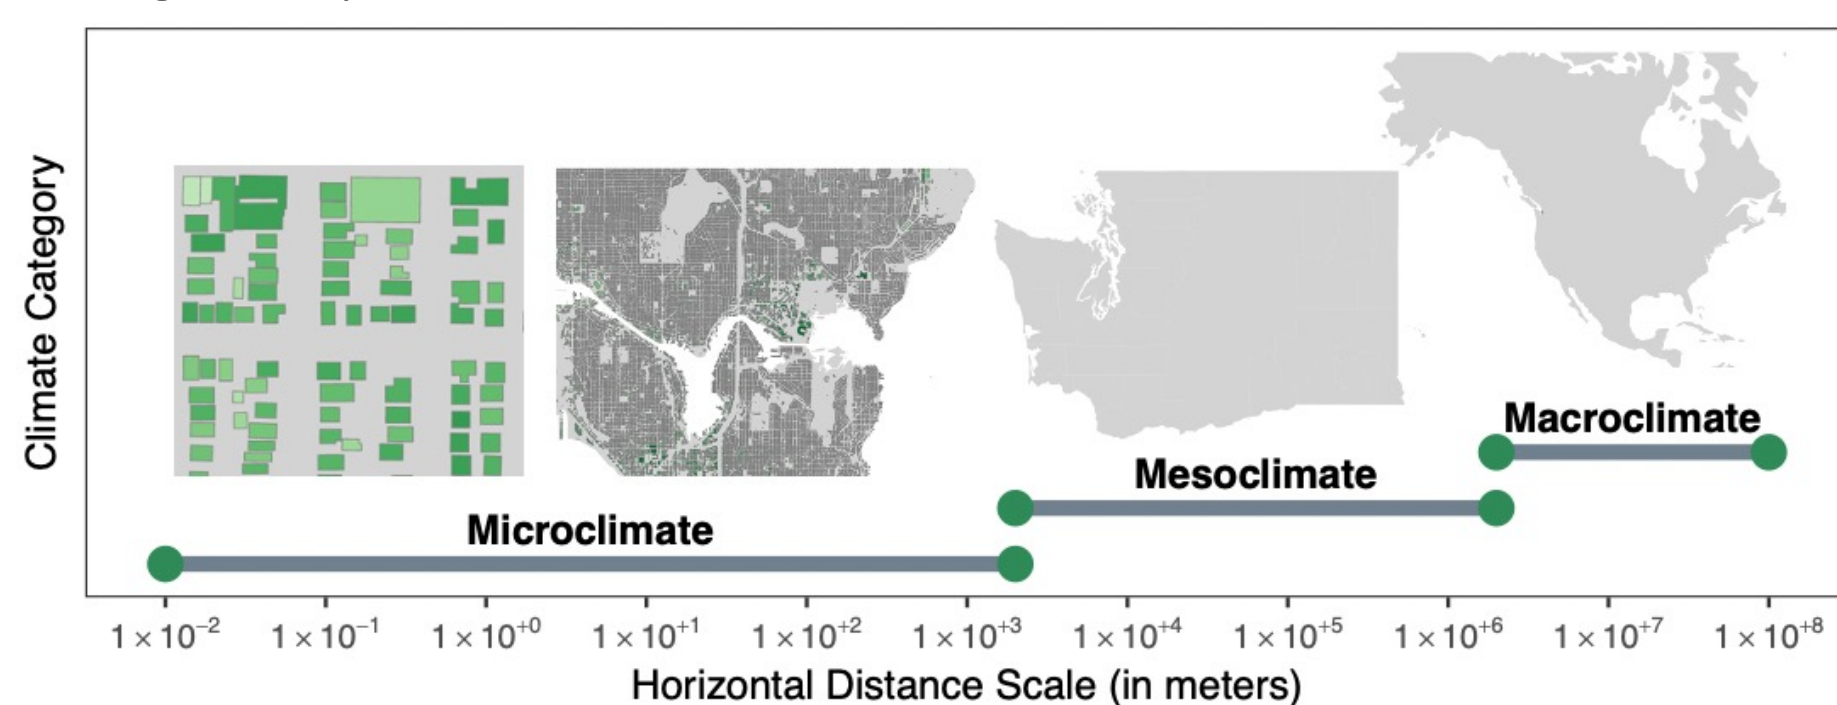 Climate Category
Macroclimate
Mesoclimate
Microclimate
1×10⁻² 1×10⁻¹ 1×10⁺⁰ 1×10⁺¹ 1×10⁺² 1×10⁺³ 1×10⁺⁴ 1×10⁺⁵ 1×10⁺⁶ 1×10⁺⁷ 1×10⁺⁸
Horizontal Distance Scale (in meters)